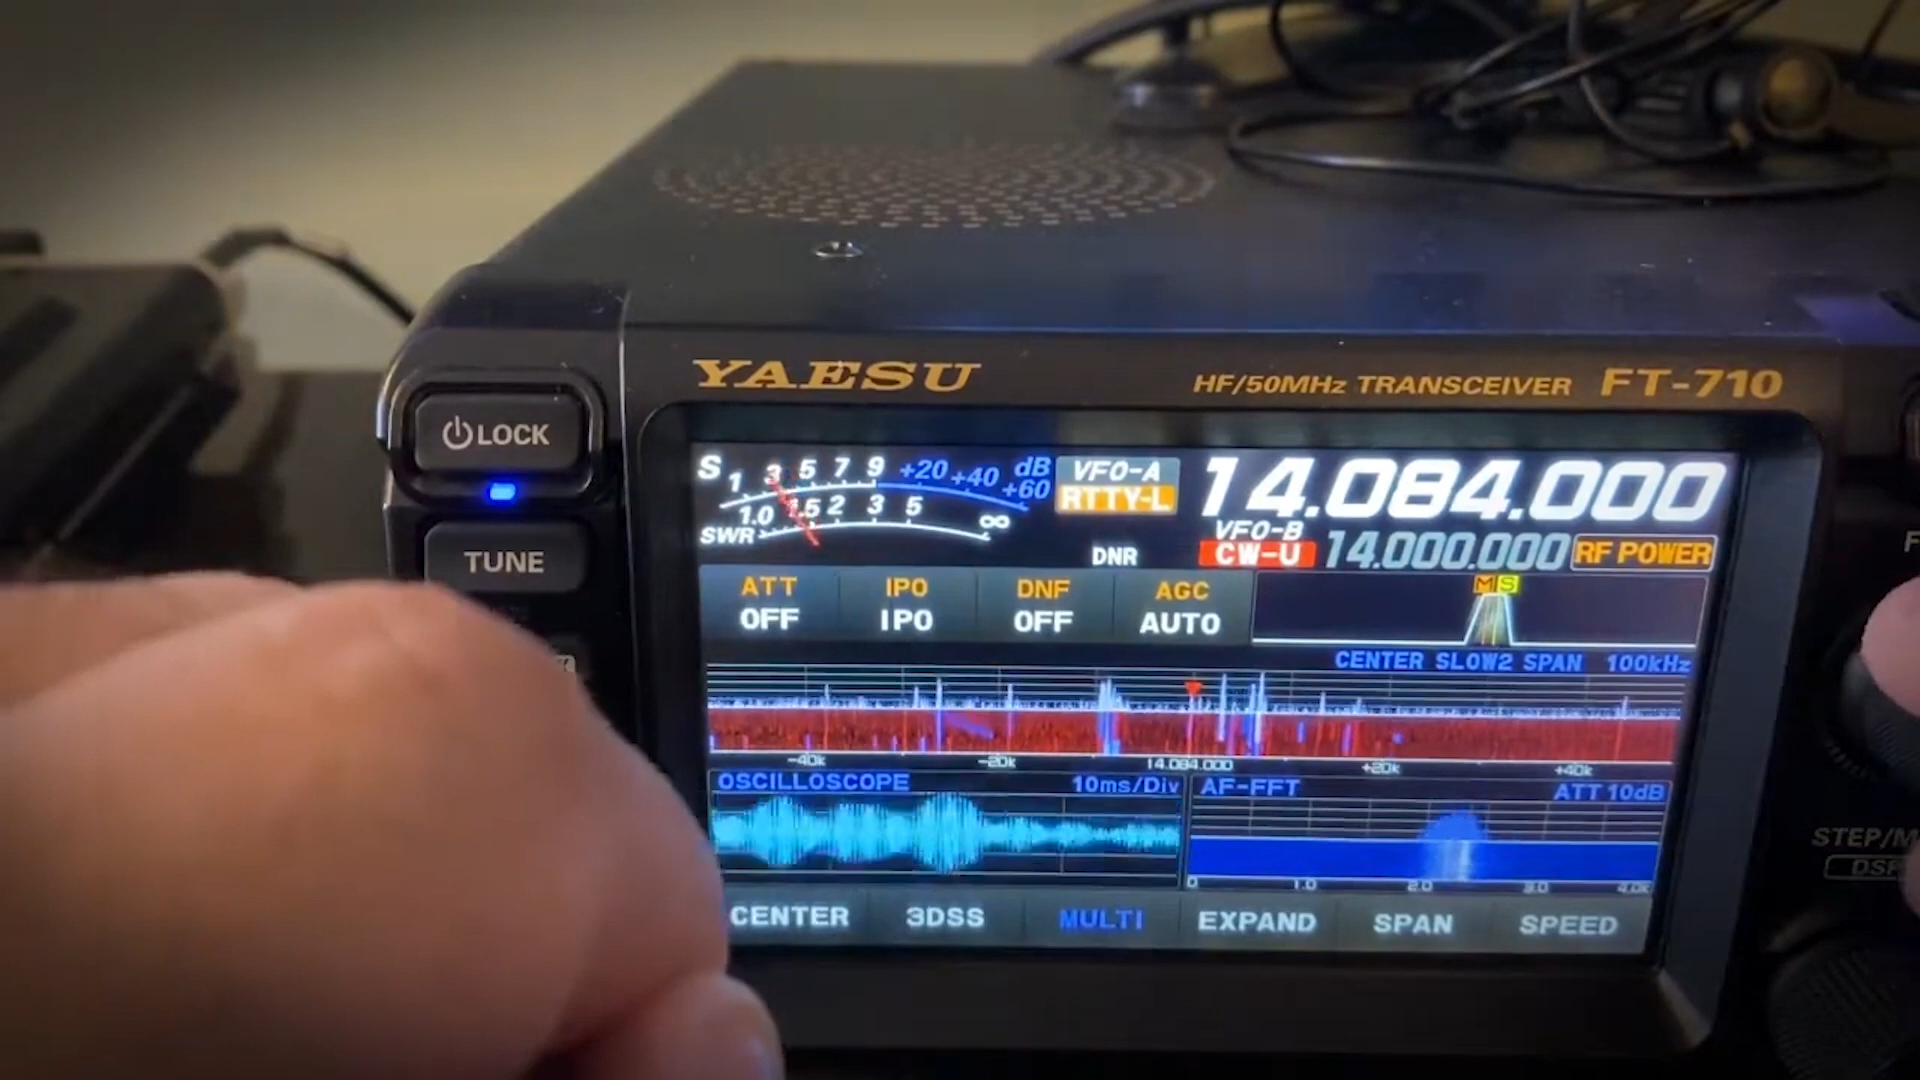 YAESU
HF/50MHz TRANSCEIVER FT-710
LOCK
TUNE
S 1 3 5 7 9 +20 +40 +60 dB
SWR 1.0 1.5 2 3 5 ∞
VFO-A
RTTY-L
14.084.000
VFO-B
CW-U
14.000.000
RF POWER
DNR
ATT IPO DNF AGC
OFF IPO OFF AUTO
M S
CENTER SLOW2 SPAN 100kHz
-40k -20k 14.084.000 +20k +40k
OSCILLOSCOPE 10ms/Div
AF-FFT ATT 10dB
0 1.0 2.0 3.0 4.0k
CENTER 3DSS MULTI EXPAND SPAN SPEED
STEP/M